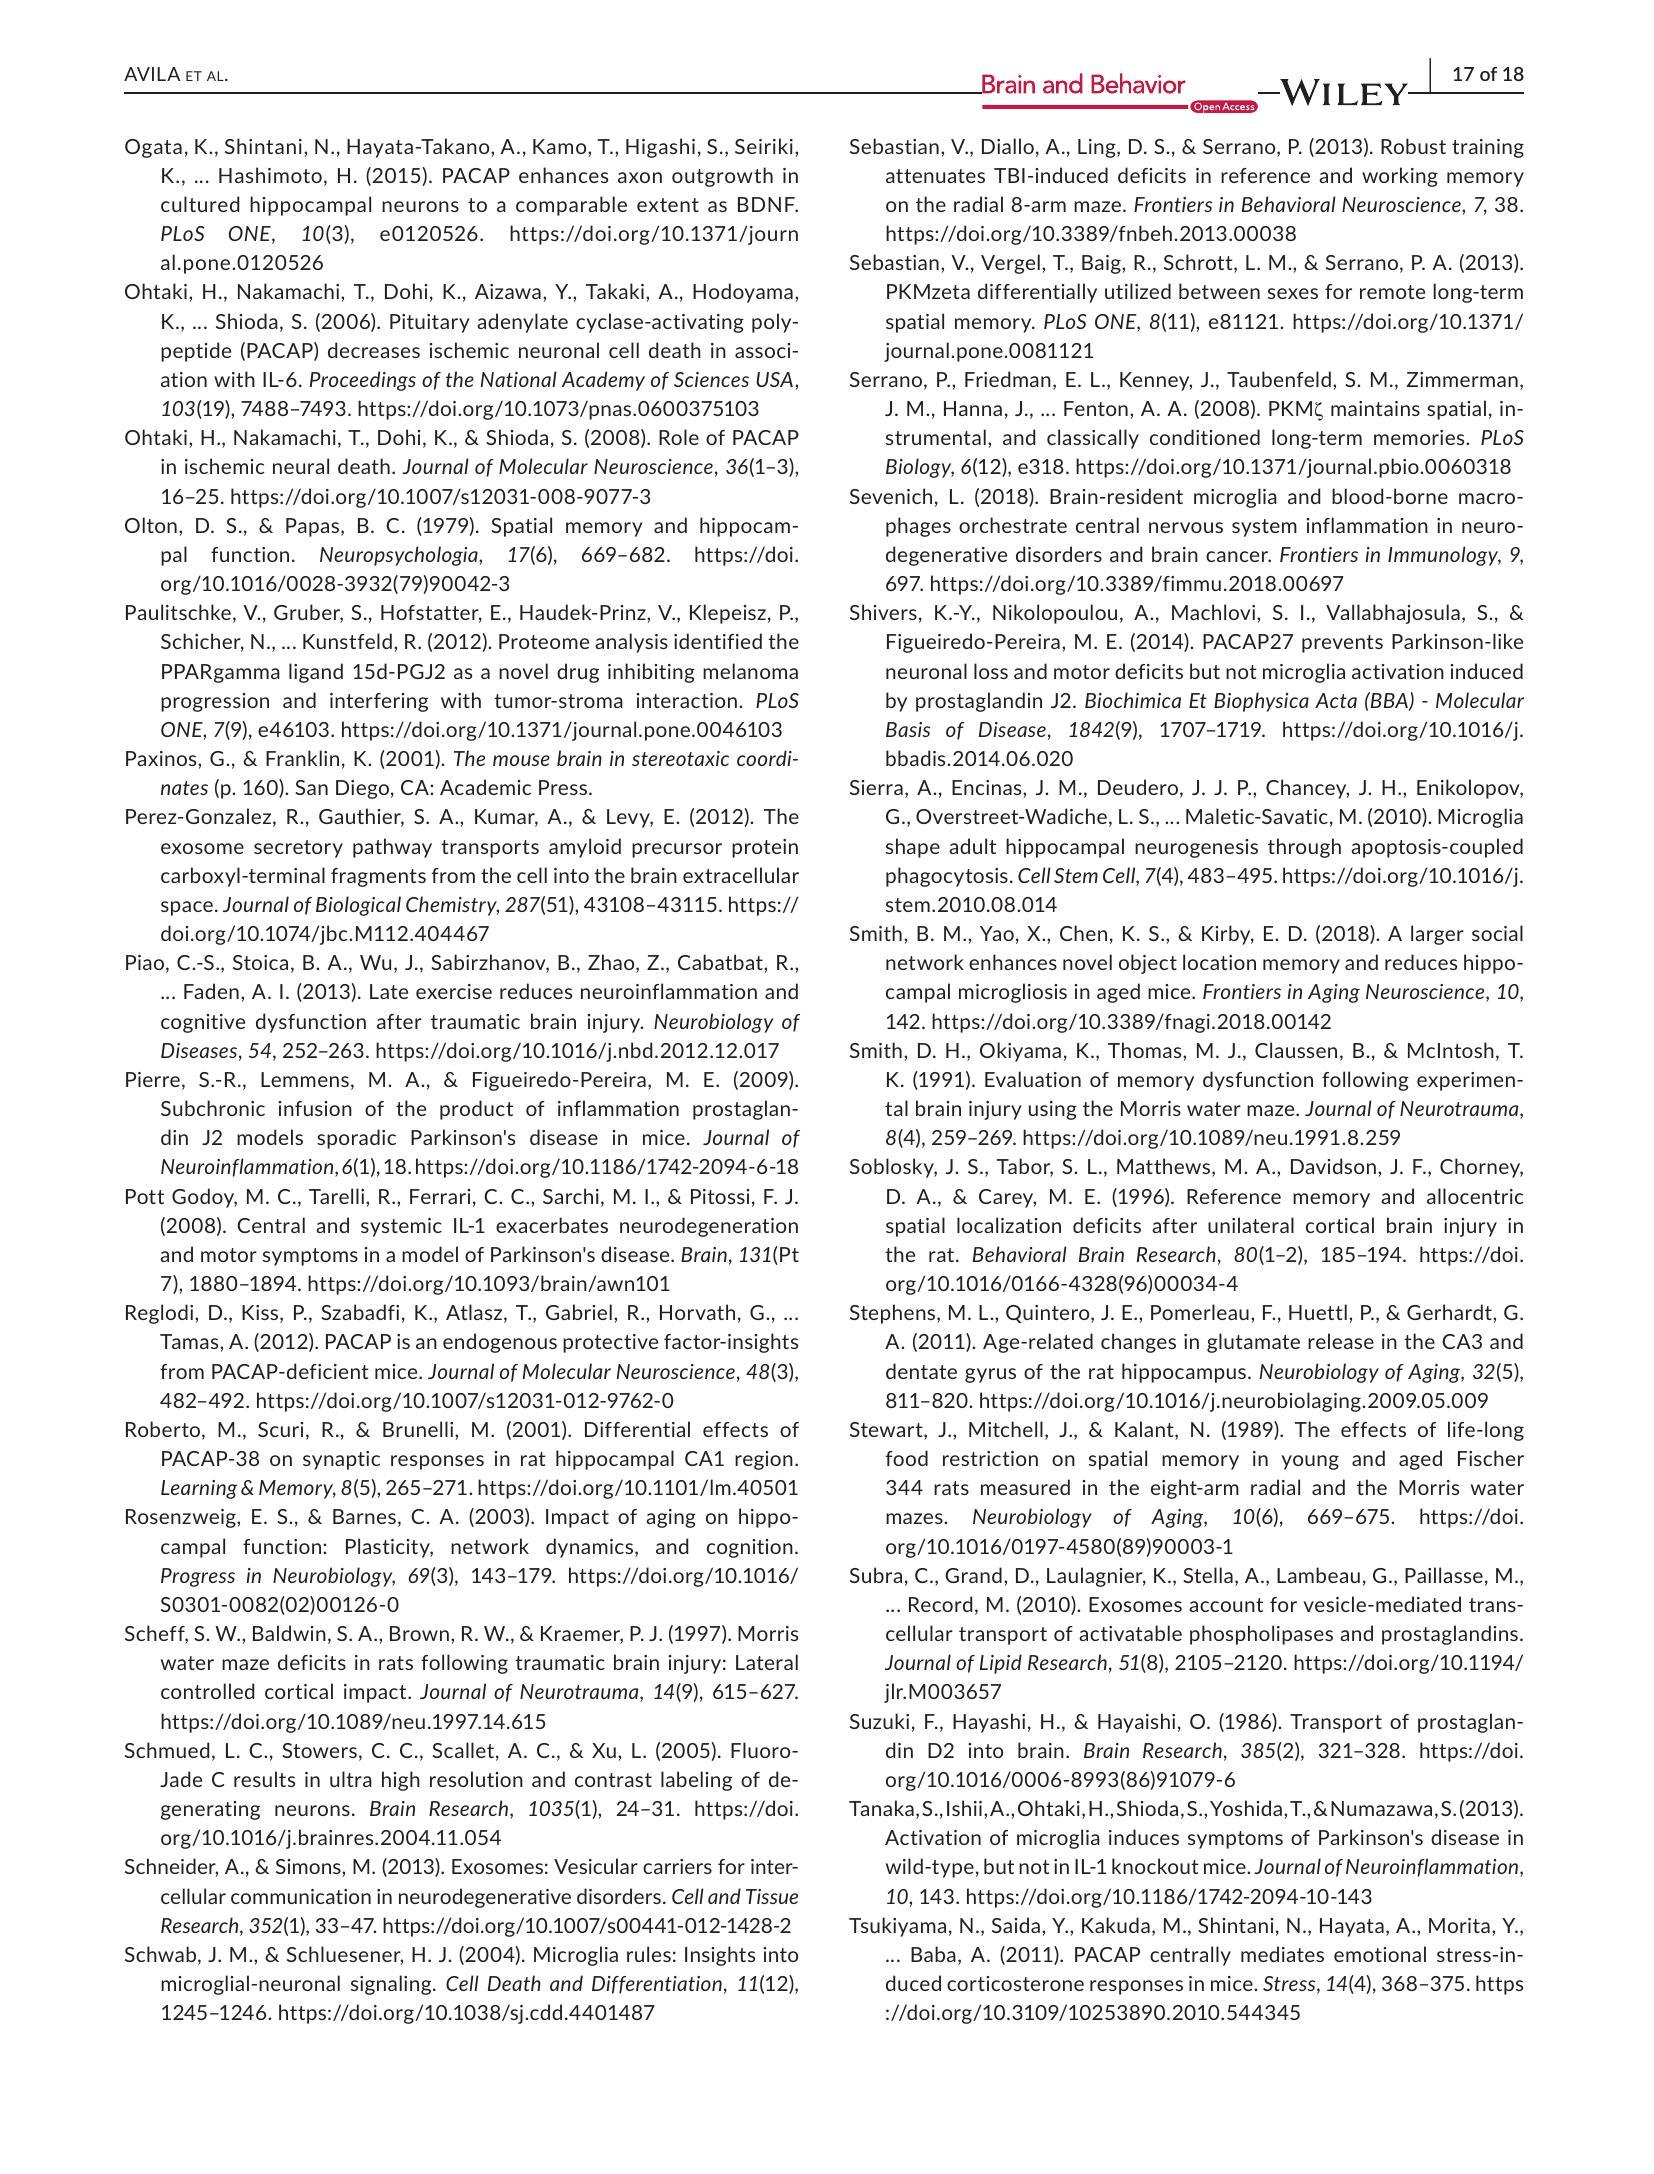 AVILA ET AL.
Brain and Behavior
Open Access
WILEY
17 of 18
Ogata, K., Shintani, N., Hayata-Takano, A., Kamo, T., Higashi, S., Seiriki,
K., ... Hashimoto, H. (2015). PACAP enhances axon outgrowth in
cultured hippocampal neurons to a comparable extent as BDNF.
PLoS ONE, 10(3), e0120526. https://doi.org/10.1371/journ
al.pone.0120526
Ohtaki, H., Nakamachi, T., Dohi, K., Aizawa, Y., Takaki, A., Hodoyama,
K., ... Shioda, S. (2006). Pituitary adenylate cyclase-activating poly-
peptide (PACAP) decreases ischemic neuronal cell death in associ-
ation with IL-6. Proceedings of the National Academy of Sciences USA,
103(19), 7488–7493. https://doi.org/10.1073/pnas.0600375103
Ohtaki, H., Nakamachi, T., Dohi, K., & Shioda, S. (2008). Role of PACAP
in ischemic neural death. Journal of Molecular Neuroscience, 36(1–3),
16–25. https://doi.org/10.1007/s12031-008-9077-3
Olton, D. S., & Papas, B. C. (1979). Spatial memory and hippocam-
pal function. Neuropsychologia, 17(6), 669–682. https://doi.
org/10.1016/0028-3932(79)90042-3
Paulitschke, V., Gruber, S., Hofstatter, E., Haudek-Prinz, V., Klepeisz, P.,
Schicher, N., ... Kunstfeld, R. (2012). Proteome analysis identified the
PPARgamma ligand 15d-PGJ2 as a novel drug inhibiting melanoma
progression and interfering with tumor-stroma interaction. PLoS
ONE, 7(9), e46103. https://doi.org/10.1371/journal.pone.0046103
Paxinos, G., & Franklin, K. (2001). The mouse brain in stereotaxic coordi-
nates (p. 160). San Diego, CA: Academic Press.
Perez-Gonzalez, R., Gauthier, S. A., Kumar, A., & Levy, E. (2012). The
exosome secretory pathway transports amyloid precursor protein
carboxyl-terminal fragments from the cell into the brain extracellular
space. Journal of Biological Chemistry, 287(51), 43108–43115. https://
doi.org/10.1074/jbc.M112.404467
Piao, C.-S., Stoica, B. A., Wu, J., Sabirzhanov, B., Zhao, Z., Cabatbat, R.,
... Faden, A. I. (2013). Late exercise reduces neuroinflammation and
cognitive dysfunction after traumatic brain injury. Neurobiology of
Diseases, 54, 252–263. https://doi.org/10.1016/j.nbd.2012.12.017
Pierre, S.-R., Lemmens, M. A., & Figueiredo-Pereira, M. E. (2009).
Subchronic infusion of the product of inflammation prostaglan-
din J2 models sporadic Parkinson's disease in mice. Journal of
Neuroinflammation, 6(1), 18. https://doi.org/10.1186/1742-2094-6-18
Pott Godoy, M. C., Tarelli, R., Ferrari, C. C., Sarchi, M. I., & Pitossi, F. J.
(2008). Central and systemic IL-1 exacerbates neurodegeneration
and motor symptoms in a model of Parkinson's disease. Brain, 131(Pt
7), 1880–1894. https://doi.org/10.1093/brain/awn101
Reglodi, D., Kiss, P., Szabadfi, K., Atlasz, T., Gabriel, R., Horvath, G., ...
Tamas, A. (2012). PACAP is an endogenous protective factor-insights
from PACAP-deficient mice. Journal of Molecular Neuroscience, 48(3),
482–492. https://doi.org/10.1007/s12031-012-9762-0
Roberto, M., Scuri, R., & Brunelli, M. (2001). Differential effects of
PACAP-38 on synaptic responses in rat hippocampal CA1 region.
Learning & Memory, 8(5), 265–271. https://doi.org/10.1101/lm.40501
Rosenzweig, E. S., & Barnes, C. A. (2003). Impact of aging on hippo-
campal function: Plasticity, network dynamics, and cognition.
Progress in Neurobiology, 69(3), 143–179. https://doi.org/10.1016/
S0301-0082(02)00126-0
Scheff, S. W., Baldwin, S. A., Brown, R. W., & Kraemer, P. J. (1997). Morris
water maze deficits in rats following traumatic brain injury: Lateral
controlled cortical impact. Journal of Neurotrauma, 14(9), 615–627.
https://doi.org/10.1089/neu.1997.14.615
Schmued, L. C., Stowers, C. C., Scallet, A. C., & Xu, L. (2005). Fluoro-
Jade C results in ultra high resolution and contrast labeling of de-
generating neurons. Brain Research, 1035(1), 24–31. https://doi.
org/10.1016/j.brainres.2004.11.054
Schneider, A., & Simons, M. (2013). Exosomes: Vesicular carriers for inter-
cellular communication in neurodegenerative disorders. Cell and Tissue
Research, 352(1), 33–47. https://doi.org/10.1007/s00441-012-1428-2
Schwab, J. M., & Schluesener, H. J. (2004). Microglia rules: Insights into
microglial-neuronal signaling. Cell Death and Differentiation, 11(12),
1245–1246. https://doi.org/10.1038/sj.cdd.4401487
Sebastian, V., Diallo, A., Ling, D. S., & Serrano, P. (2013). Robust training
attenuates TBI-induced deficits in reference and working memory
on the radial 8-arm maze. Frontiers in Behavioral Neuroscience, 7, 38.
https://doi.org/10.3389/fnbeh.2013.00038
Sebastian, V., Vergel, T., Baig, R., Schrott, L. M., & Serrano, P. A. (2013).
PKMzeta differentially utilized between sexes for remote long-term
spatial memory. PLoS ONE, 8(11), e81121. https://doi.org/10.1371/
journal.pone.0081121
Serrano, P., Friedman, E. L., Kenney, J., Taubenfeld, S. M., Zimmerman,
J. M., Hanna, J., ... Fenton, A. A. (2008). PKMζ maintains spatial, in-
strumental, and classically conditioned long-term memories. PLoS
Biology, 6(12), e318. https://doi.org/10.1371/journal.pbio.0060318
Sevenich, L. (2018). Brain-resident microglia and blood-borne macro-
phages orchestrate central nervous system inflammation in neuro-
degenerative disorders and brain cancer. Frontiers in Immunology, 9,
697. https://doi.org/10.3389/fimmu.2018.00697
Shivers, K.-Y., Nikolopoulou, A., Machlovi, S. I., Vallabhajosula, S., &
Figueiredo-Pereira, M. E. (2014). PACAP27 prevents Parkinson-like
neuronal loss and motor deficits but not microglia activation induced
by prostaglandin J2. Biochimica Et Biophysica Acta (BBA) - Molecular
Basis of Disease, 1842(9), 1707–1719. https://doi.org/10.1016/j.
bbadis.2014.06.020
Sierra, A., Encinas, J. M., Deudero, J. J. P., Chancey, J. H., Enikolopov,
G., Overstreet-Wadiche, L. S., ... Maletic-Savatic, M. (2010). Microglia
shape adult hippocampal neurogenesis through apoptosis-coupled
phagocytosis. Cell Stem Cell, 7(4), 483–495. https://doi.org/10.1016/j.
stem.2010.08.014
Smith, B. M., Yao, X., Chen, K. S., & Kirby, E. D. (2018). A larger social
network enhances novel object location memory and reduces hippo-
campal microgliosis in aged mice. Frontiers in Aging Neuroscience, 10,
142. https://doi.org/10.3389/fnagi.2018.00142
Smith, D. H., Okiyama, K., Thomas, M. J., Claussen, B., & McIntosh, T.
K. (1991). Evaluation of memory dysfunction following experimen-
tal brain injury using the Morris water maze. Journal of Neurotrauma,
8(4), 259–269. https://doi.org/10.1089/neu.1991.8.259
Soblosky, J. S., Tabor, S. L., Matthews, M. A., Davidson, J. F., Chorney,
D. A., & Carey, M. E. (1996). Reference memory and allocentric
spatial localization deficits after unilateral cortical brain injury in
the rat. Behavioral Brain Research, 80(1–2), 185–194. https://doi.
org/10.1016/0166-4328(96)00034-4
Stephens, M. L., Quintero, J. E., Pomerleau, F., Huettl, P., & Gerhardt, G.
A. (2011). Age-related changes in glutamate release in the CA3 and
dentate gyrus of the rat hippocampus. Neurobiology of Aging, 32(5),
811–820. https://doi.org/10.1016/j.neurobiolaging.2009.05.009
Stewart, J., Mitchell, J., & Kalant, N. (1989). The effects of life-long
food restriction on spatial memory in young and aged Fischer
344 rats measured in the eight-arm radial and the Morris water
mazes. Neurobiology of Aging, 10(6), 669–675. https://doi.
org/10.1016/0197-4580(89)90003-1
Subra, C., Grand, D., Laulagnier, K., Stella, A., Lambeau, G., Paillasse, M.,
... Record, M. (2010). Exosomes account for vesicle-mediated trans-
cellular transport of activatable phospholipases and prostaglandins.
Journal of Lipid Research, 51(8), 2105–2120. https://doi.org/10.1194/
jlr.M003657
Suzuki, F., Hayashi, H., & Hayaishi, O. (1986). Transport of prostaglan-
din D2 into brain. Brain Research, 385(2), 321–328. https://doi.
org/10.1016/0006-8993(86)91079-6
Tanaka, S., Ishii, A., Ohtaki, H., Shioda, S., Yoshida, T., & Numazawa, S. (2013).
Activation of microglia induces symptoms of Parkinson's disease in
wild-type, but not in IL-1 knockout mice. Journal of Neuroinflammation,
10, 143. https://doi.org/10.1186/1742-2094-10-143
Tsukiyama, N., Saida, Y., Kakuda, M., Shintani, N., Hayata, A., Morita, Y.,
... Baba, A. (2011). PACAP centrally mediates emotional stress-in-
duced corticosterone responses in mice. Stress, 14(4), 368–375. https
://doi.org/10.3109/10253890.2010.544345